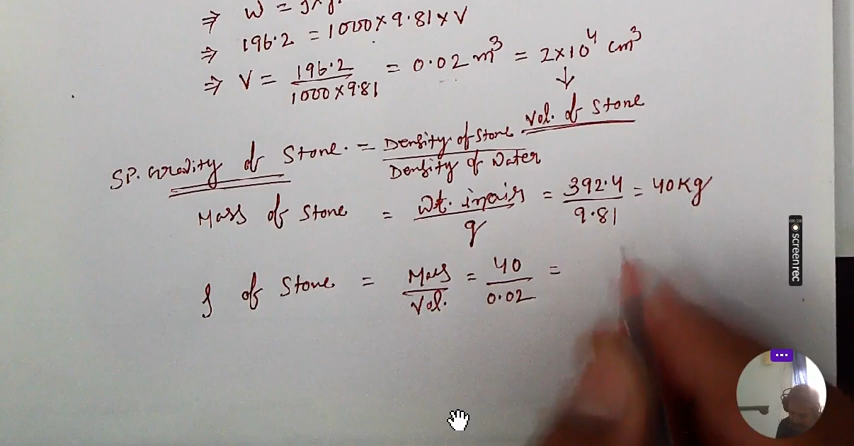 ⇒ W = ρ×g.
⇒ 196.2 = 1000×9.81×V
⇒ V = 196.2 / 1000×9.81 = 0.02 m³ = 2×10⁴ cm³
↓
Vol. of Stone
SP. Gravity of Stone. = Density of Stone / Density of Water
Mass of Stone = Wt. in air / g = 392.4 / 9.81 = 40 Kg
ρ of Stone = Mass / Vol. = 40 / 0.02 =
screenrec